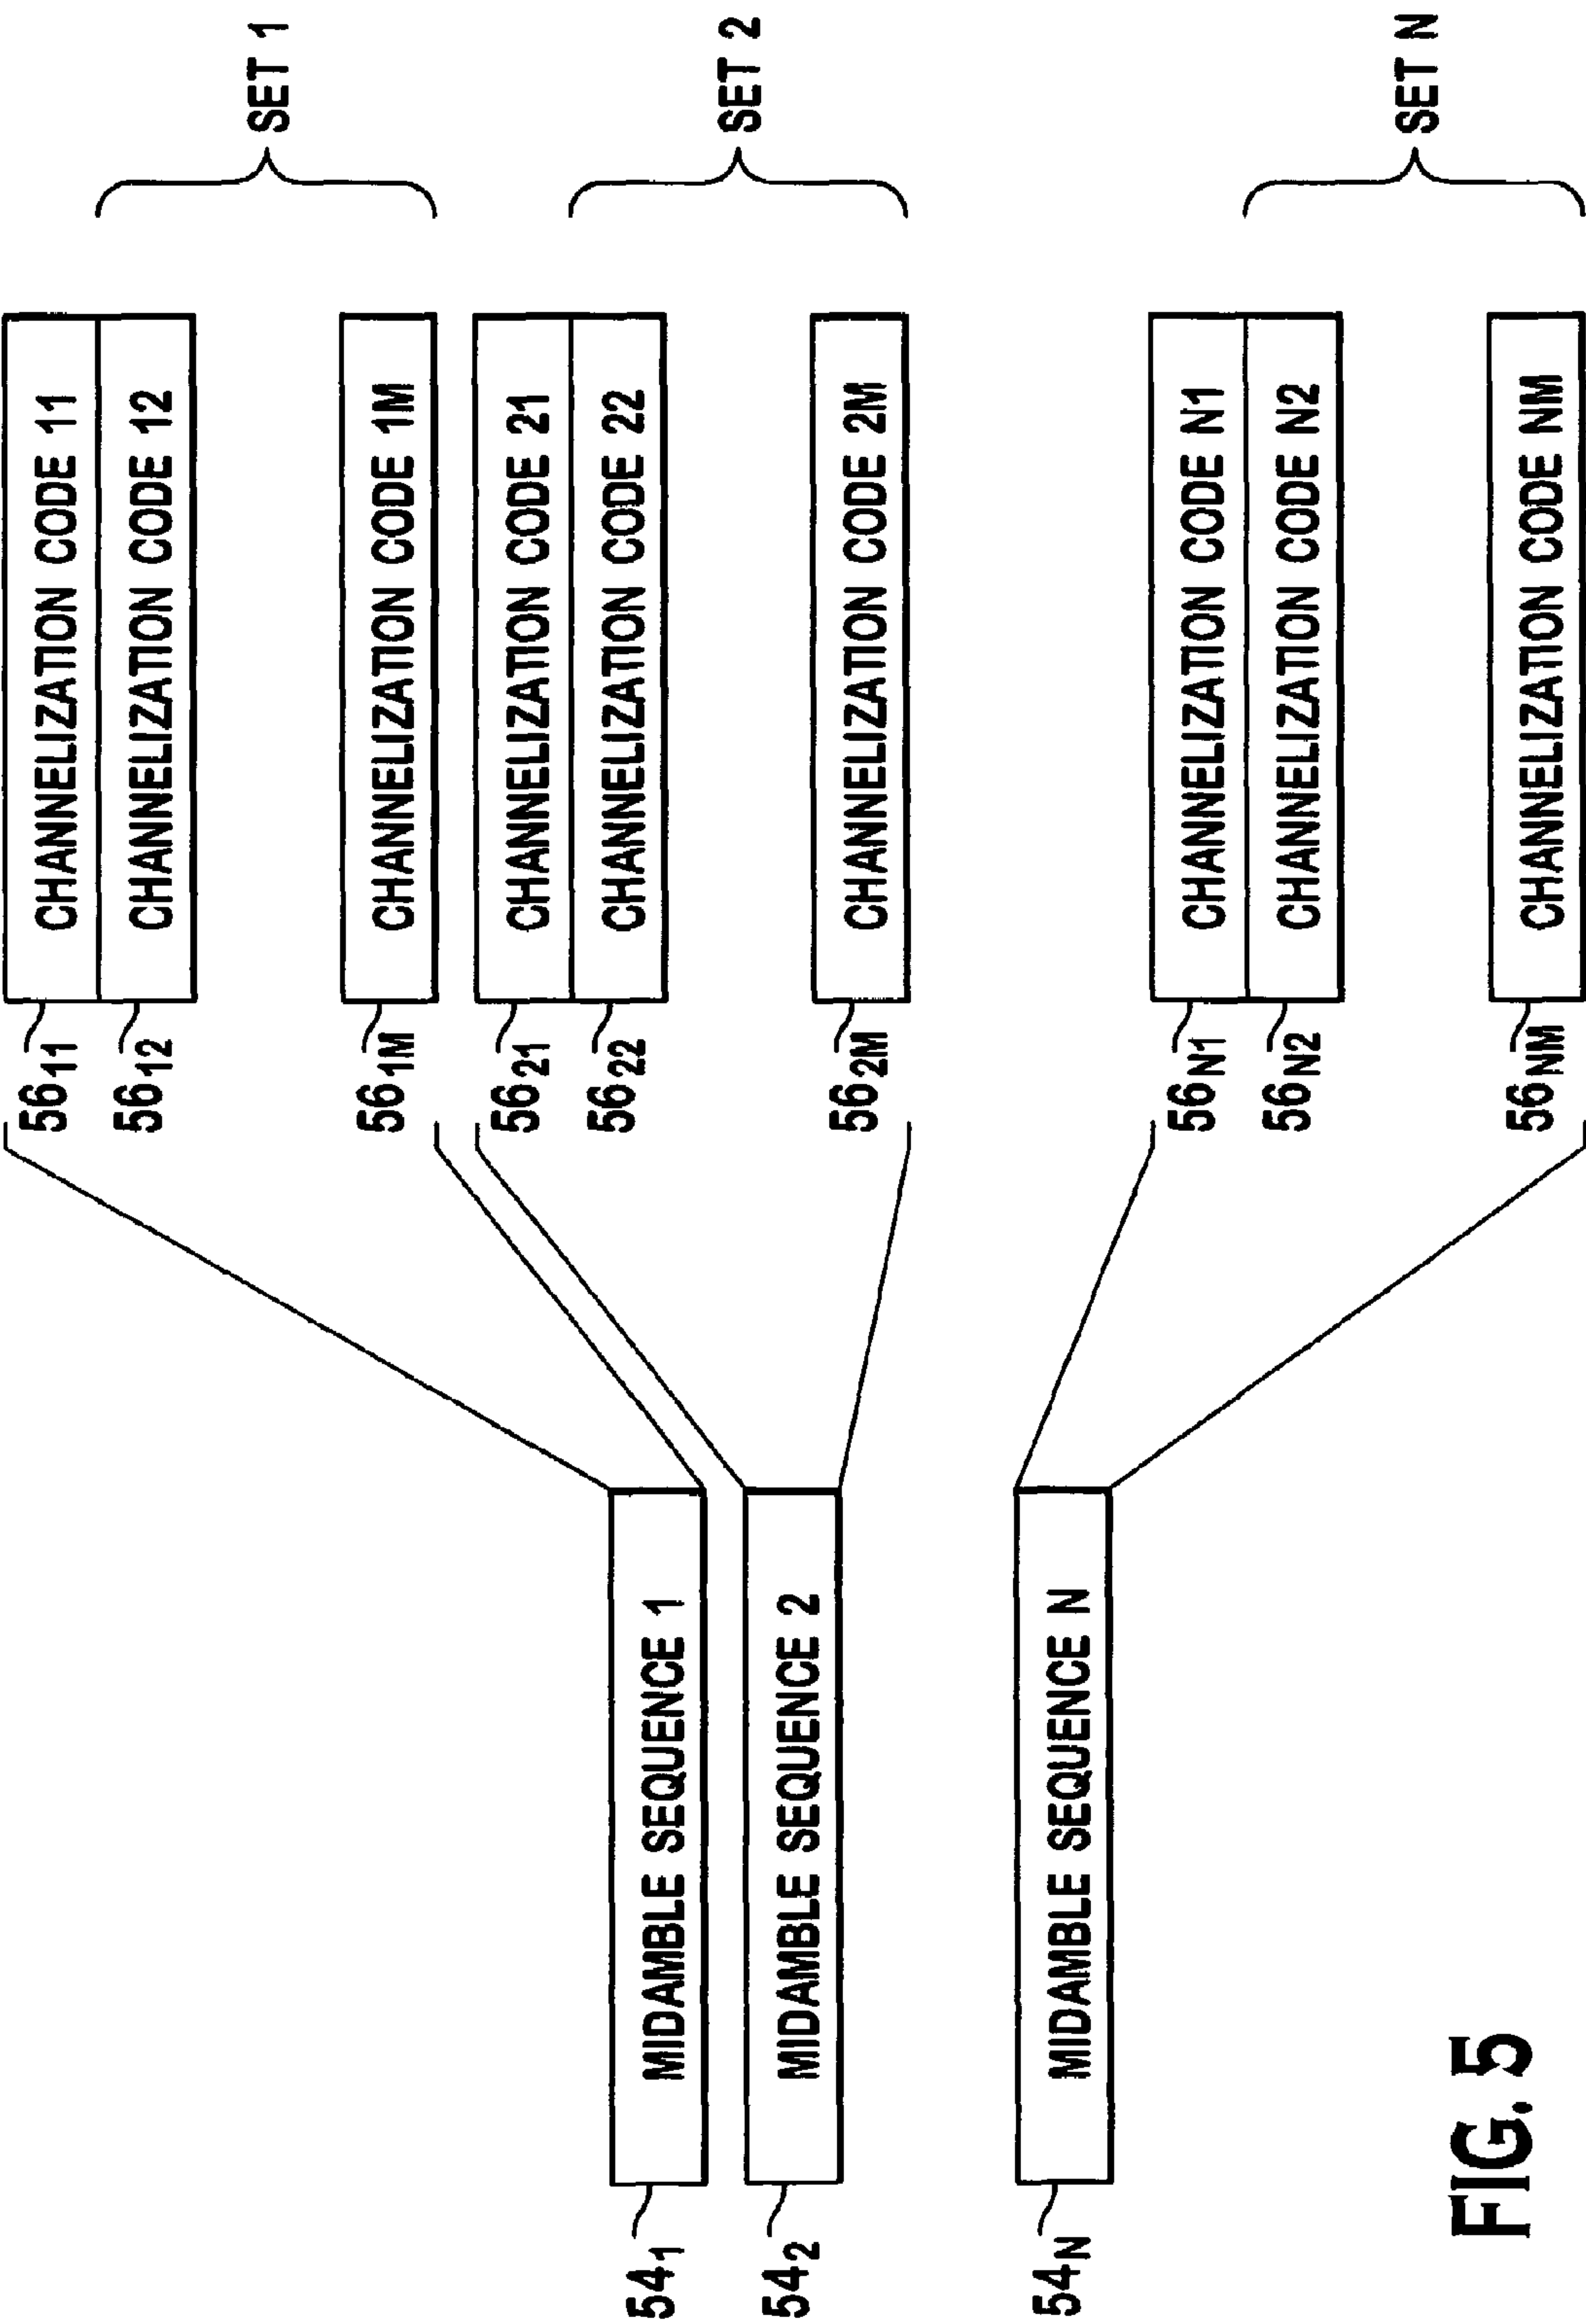 54₁ MIDAMBLE SEQUENCE 1
54₂ MIDAMBLE SEQUENCE 2
54N MIDAMBLE SEQUENCE N
56₁₁ CHANNELIZATION CODE 11
56₁₂ CHANNELIZATION CODE 12
56₁M CHANNELIZATION CODE 1M
SET 1
56₂₁ CHANNELIZATION CODE 21
56₂₂ CHANNELIZATION CODE 22
56₂M CHANNELIZATION CODE 2M
SET 2
56N1 CHANNELIZATION CODE N1
56N2 CHANNELIZATION CODE N2
56NM CHANNELIZATION CODE NM
SET N
FIG. 5